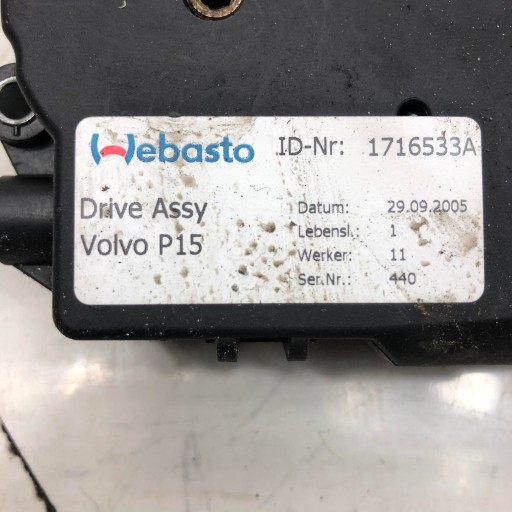 Webasto ID-Nr: 1716533A
Drive Assy
Volvo P15
Datum: 29.09.2005
Lebensl.: 1
Werker: 11
Ser.Nr.: 440